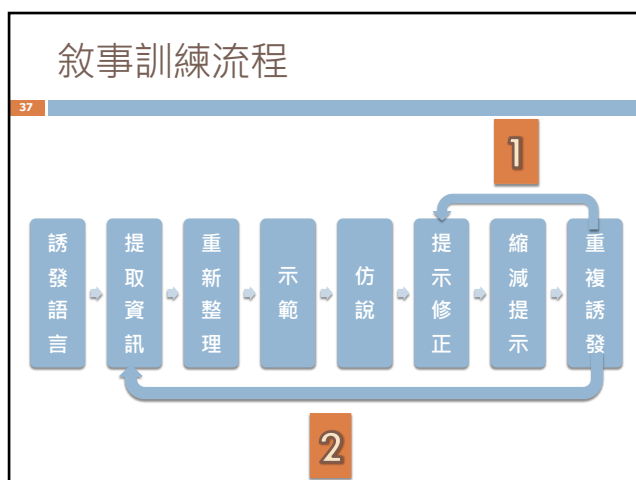 敘事訓練流程
37
1
誘發語言
提取資訊
重新整理
示範
仿說
提示修正
縮減提示
重複誘發
2